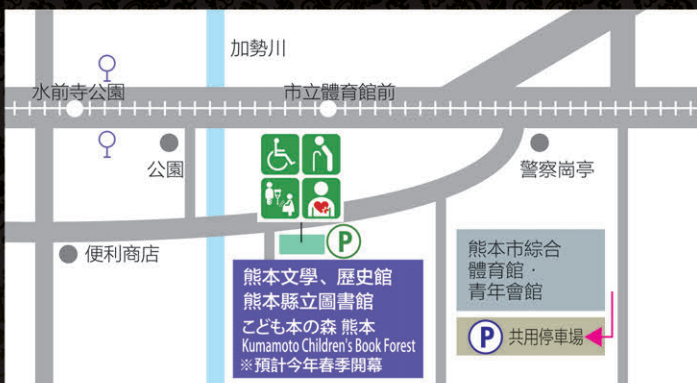 加勢川
水前寺公園
市立體育館前
公園
警察崗亭
便利商店
P
熊本文學、歷史館
熊本縣立圖書館
こども本の森 熊本
Kumamoto Children's Book Forest
※預計今年春季開幕
熊本市綜合
體育館・
青年會館
P 共用停車場